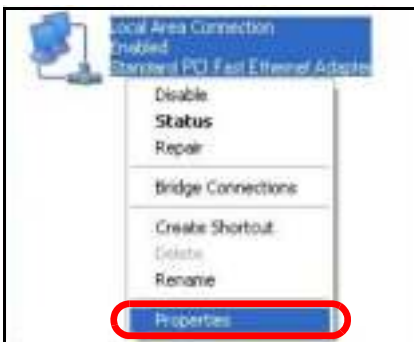 Local Area Connection
Enabled
Standard PCI Fast Ethernet Adapter
Disable
Status
Repair
Bridge Connections
Create Shortcut
Delete
Rename
Properties